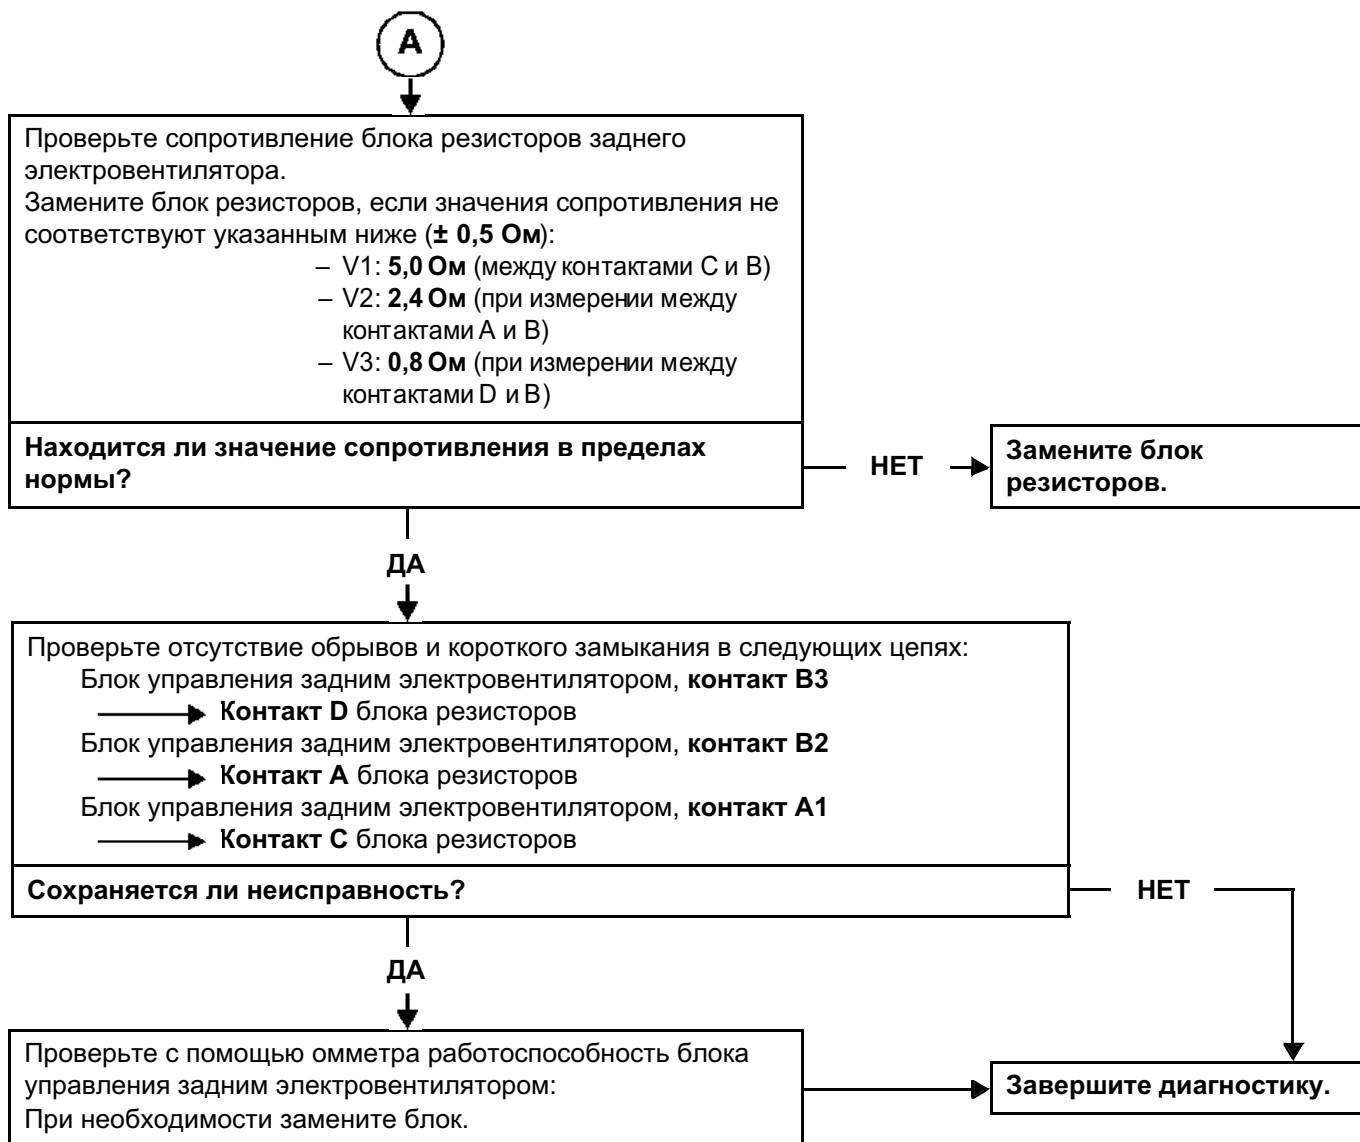 A
Проверьте сопротивление блока резисторов заднего
электровентилятора.
Замените блок резисторов, если значения сопротивления не
соответствуют указанным ниже (± 0,5 Ом):
– V1: 5,0 Ом (между контактами C и B)
– V2: 2,4 Ом (при измерении между
контактами A и B)
– V3: 0,8 Ом (при измерении между
контактами D и B)
Находится ли значение сопротивления в пределах
нормы?
НЕТ
Замените блок
резисторов.
ДА
Проверьте отсутствие обрывов и короткого замыкания в следующих цепях:
Блок управления задним электровентилятором, контакт B3
Контакт D блока резисторов
Блок управления задним электровентилятором, контакт B2
Контакт A блока резисторов
Блок управления задним электровентилятором, контакт A1
Контакт C блока резисторов
Сохраняется ли неисправность?
НЕТ
ДА
Проверьте с помощью омметра работоспособность блока
управления задним электровентилятором:
При необходимости замените блок.
Завершите диагностику.